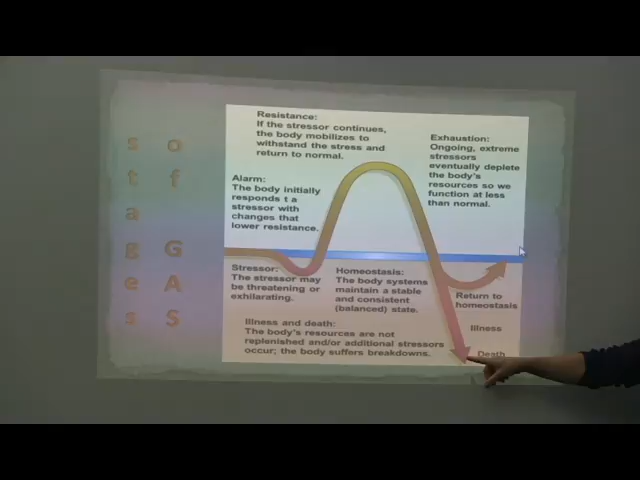 stages
of GAS
Resistance:
If the stressor continues,
the body mobilizes to
withstand the stress and
return to normal.
Exhaustion:
Ongoing, extreme
stressors
eventually deplete
the body's
resources so we
function at less
than normal.
Alarm:
The body initially
responds t a
stressor with
changes that
lower resistance.
Stressor:
The stressor may
be threatening or
exhilarating.
Homeostasis:
The body systems
maintain a stable
and consistent
(balanced) state.
Return to
homeostasis
Illness
Death
Illness and death:
The body's resources are not
replenished and/or additional stressors
occur; the body suffers breakdowns.